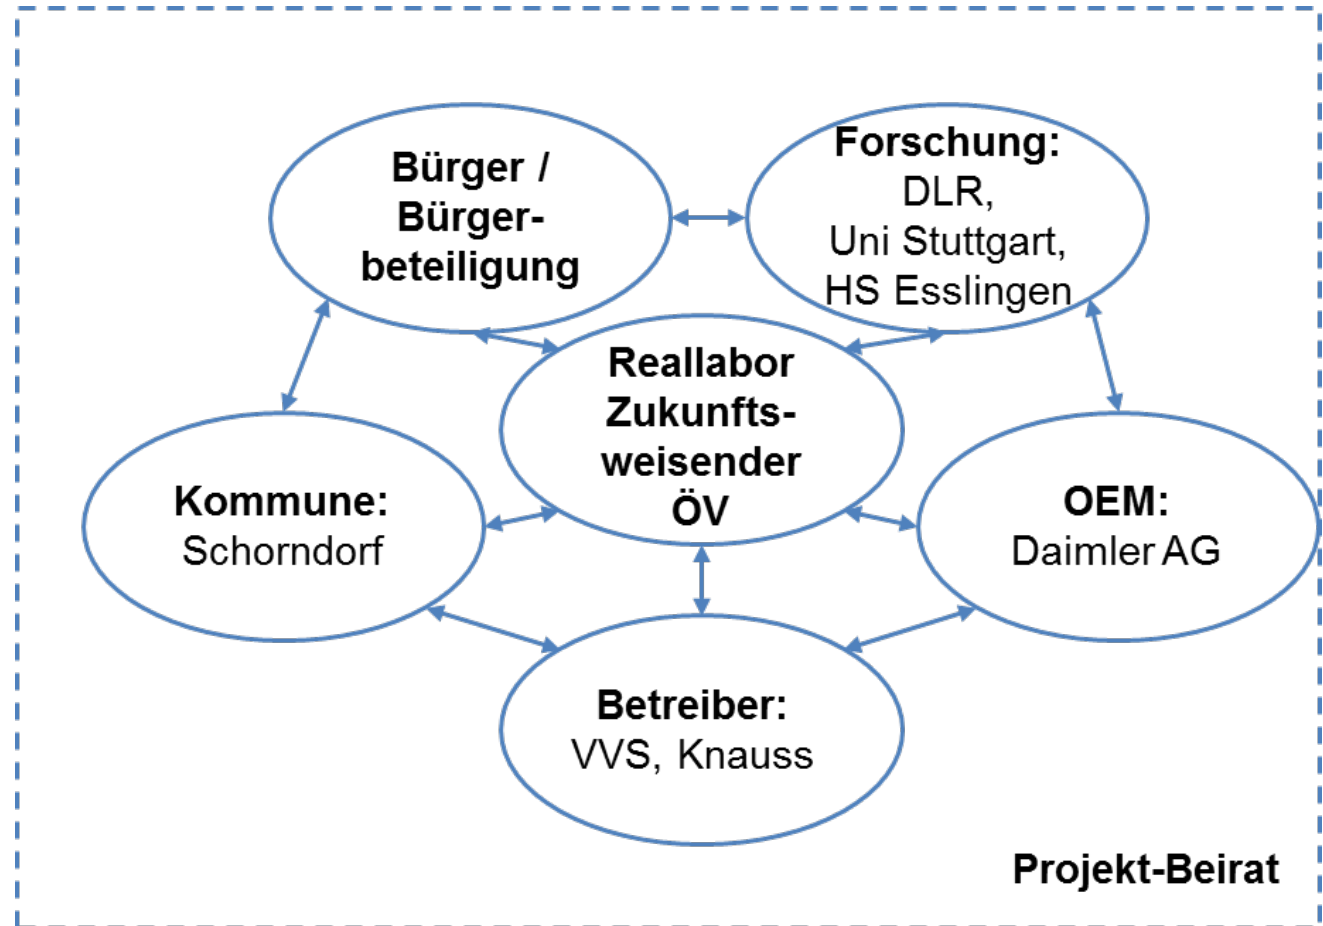 Bürger /
Bürger-
beteiligung
Forschung:
DLR,
Uni Stuttgart,
HS Esslingen
Reallabor
Zukunfts-
weisender
ÖV
Kommune:
Schorndorf
OEM:
Daimler AG
Betreiber:
VVS, Knauss
Projekt-Beirat